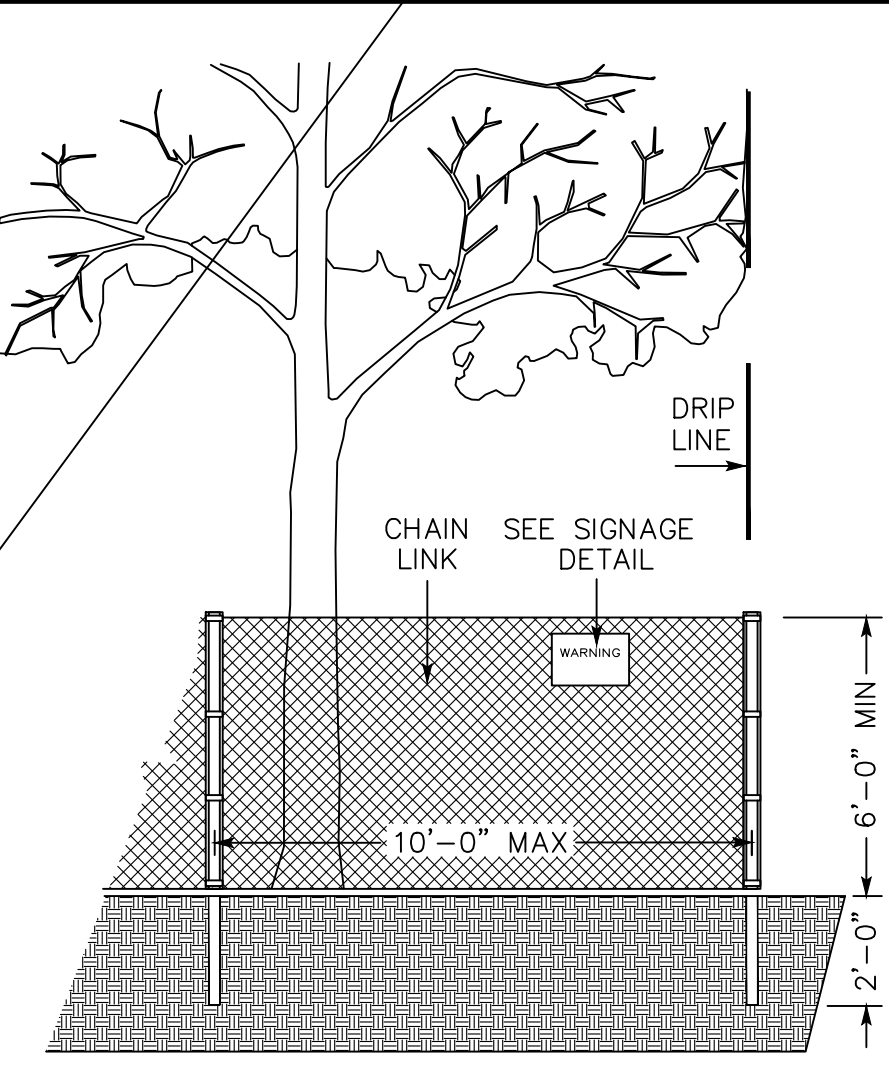 DRIP
LINE
CHAIN
LINK
SEE SIGNAGE
DETAIL
WARNING
6'-0" MIN
10'-0" MAX
2'-0"